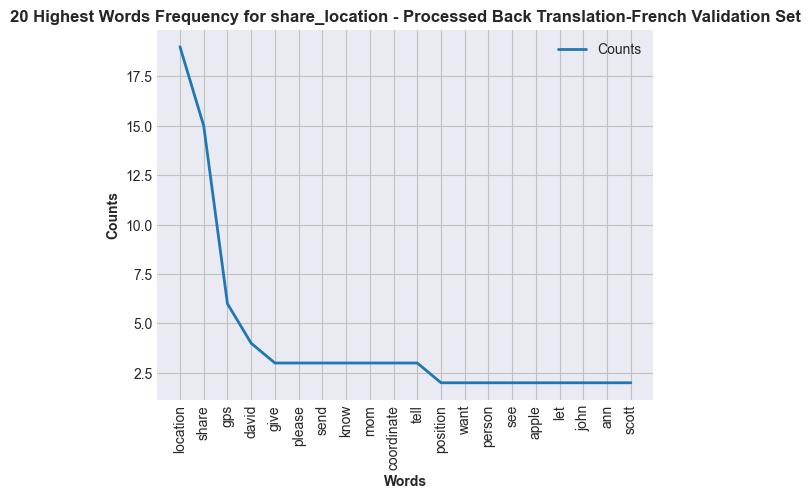 20 Highest Words Frequency for share_location - Processed Back Translation-French Validation Set
Counts
17.5
15.0
12.5
10.0
7.5
5.0
2.5
Counts
location
share
gps
david
give
please
send
know
mom
coordinate
tell
position
want
person
see
apple
let
john
ann
scott
Words